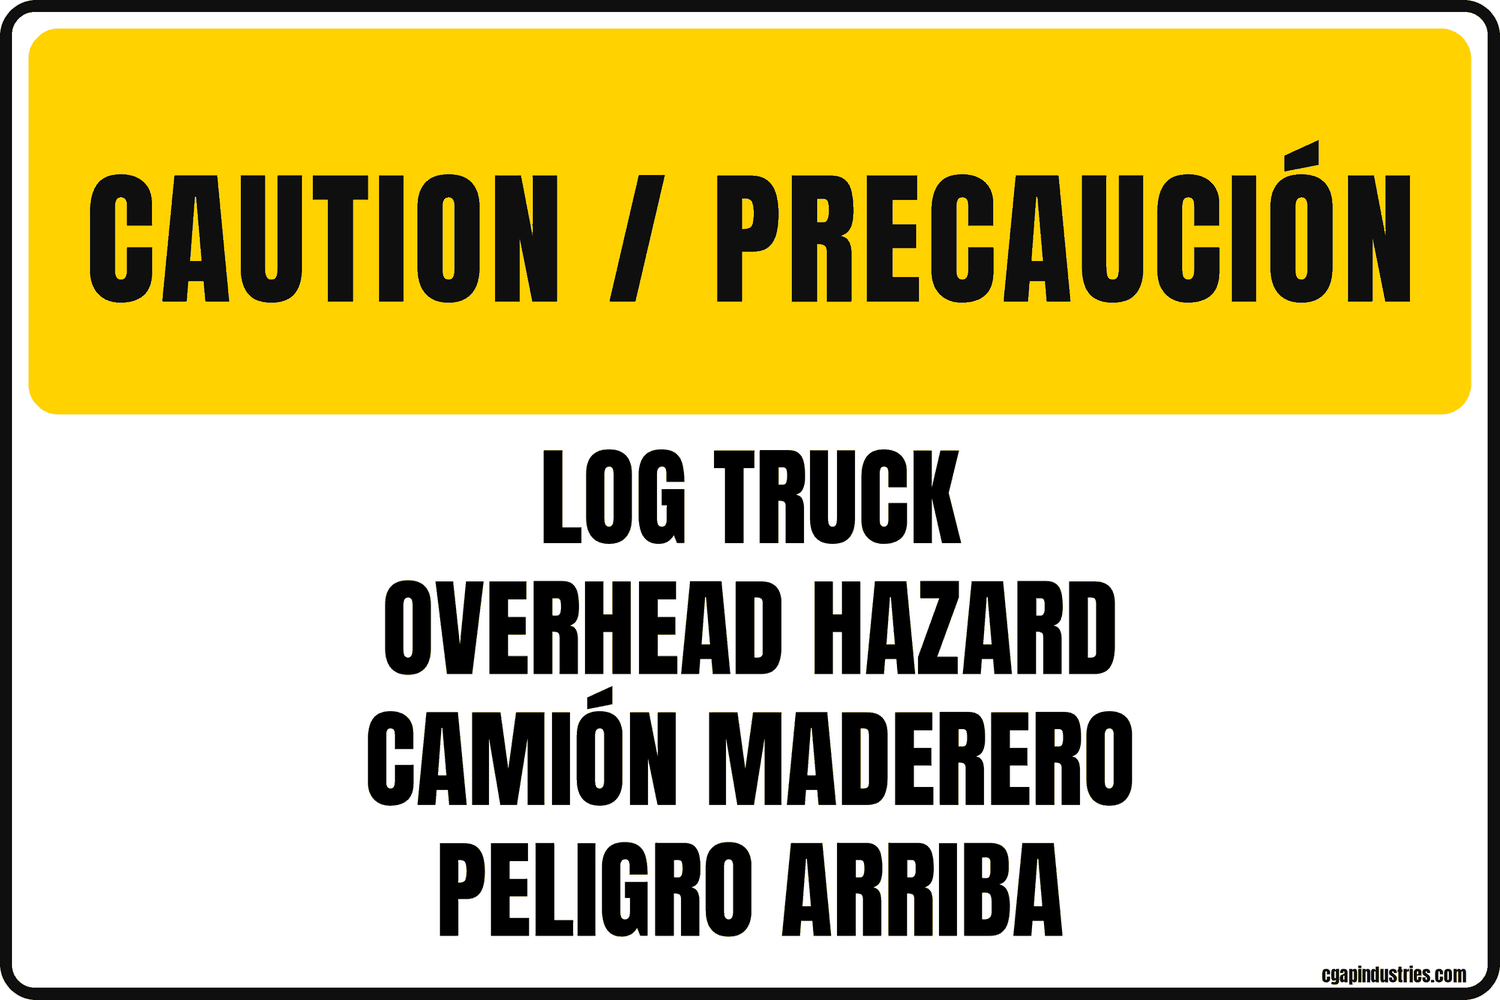 CAUTION / PRECAUCIÓN
LOG TRUCK
OVERHEAD HAZARD
CAMIÓN MADERERO
PELIGRO ARRIBA
cgapindustries.com